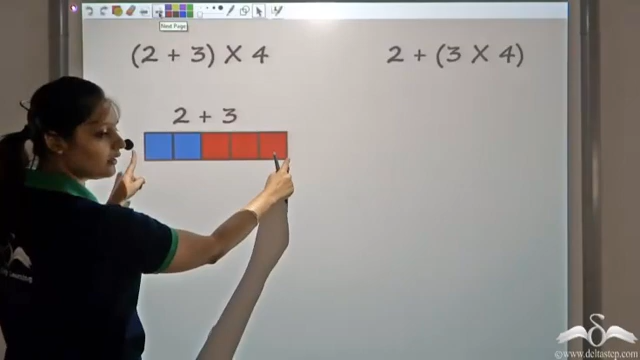 Next Page
(2 + 3) X 4
2 + (3 X 4)
2 + 3
©www.deltastep.com